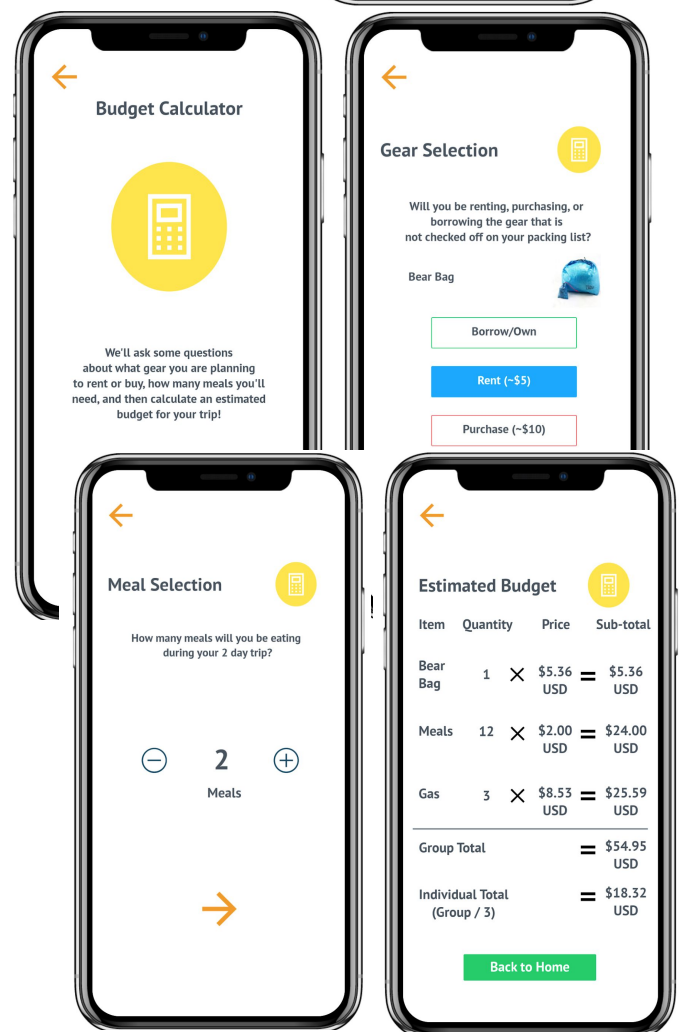 Budget Calculator
We'll ask some questions
about what gear you are planning
to rent or buy, how many meals you'll
need, and then calculate an estimated
budget for your trip!
Gear Selection
Will you be renting, purchasing, or
borrowing the gear that is
not checked off on your packing list?
Bear Bag
Borrow/Own
Rent (~$5)
Purchase (~$10)
Meal Selection
How many meals will you be eating
during your 2 day trip?
2
Meals
Estimated Budget
Item Quantity Price Sub-total
Bear Bag 1 × $5.36 USD = $5.36 USD
Meals 12 × $2.00 USD = $24.00 USD
Gas 3 × $8.53 USD = $25.59 USD
Group Total = $54.95 USD
Individual Total (Group / 3) = $18.32 USD
Back to Home